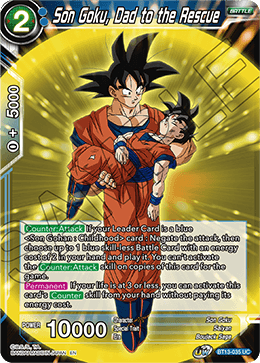 2
Son Goku, Dad to the Rescue
BATTLE
0 + 5000
Counter:Attack If your Leader Card is a blue
<Son Gohan : Childhood> card : Negate the attack, then
choose up to 1 blue skill-less Battle Card with an energy
cost of 2 in your hand and play it. You can't activate
the Counter:Attack skill on copies of this card for the
game.
Permanent If your life is at 3 or less, you can activate this
card's Counter skill from your hand without paying its
energy cost.
POWER 10000
Character Son Goku
Special Trait Saiyan
Era Boujack Saga
BT13-035 UC